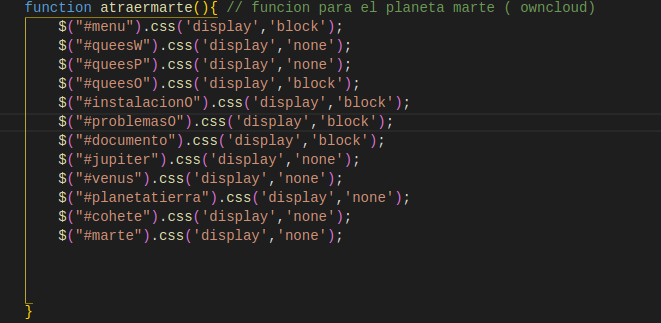 function atraermarte(){ // funcion para el planeta marte ( owncloud)
$("#menu").css('display','block');
$("#queesW").css('display','none');
$("#queesP").css('display','none');
$("#queesO").css('display','block');
$("#instalacionO").css('display','block');
$("#problemasO").css('display','block');
$("#documento").css('display','block');
$("#jupiter").css('display','none');
$("#venus").css('display','none');
$("#planetatierra").css('display','none');
$("#cohete").css('display','none');
$("#marte").css('display','none');
}